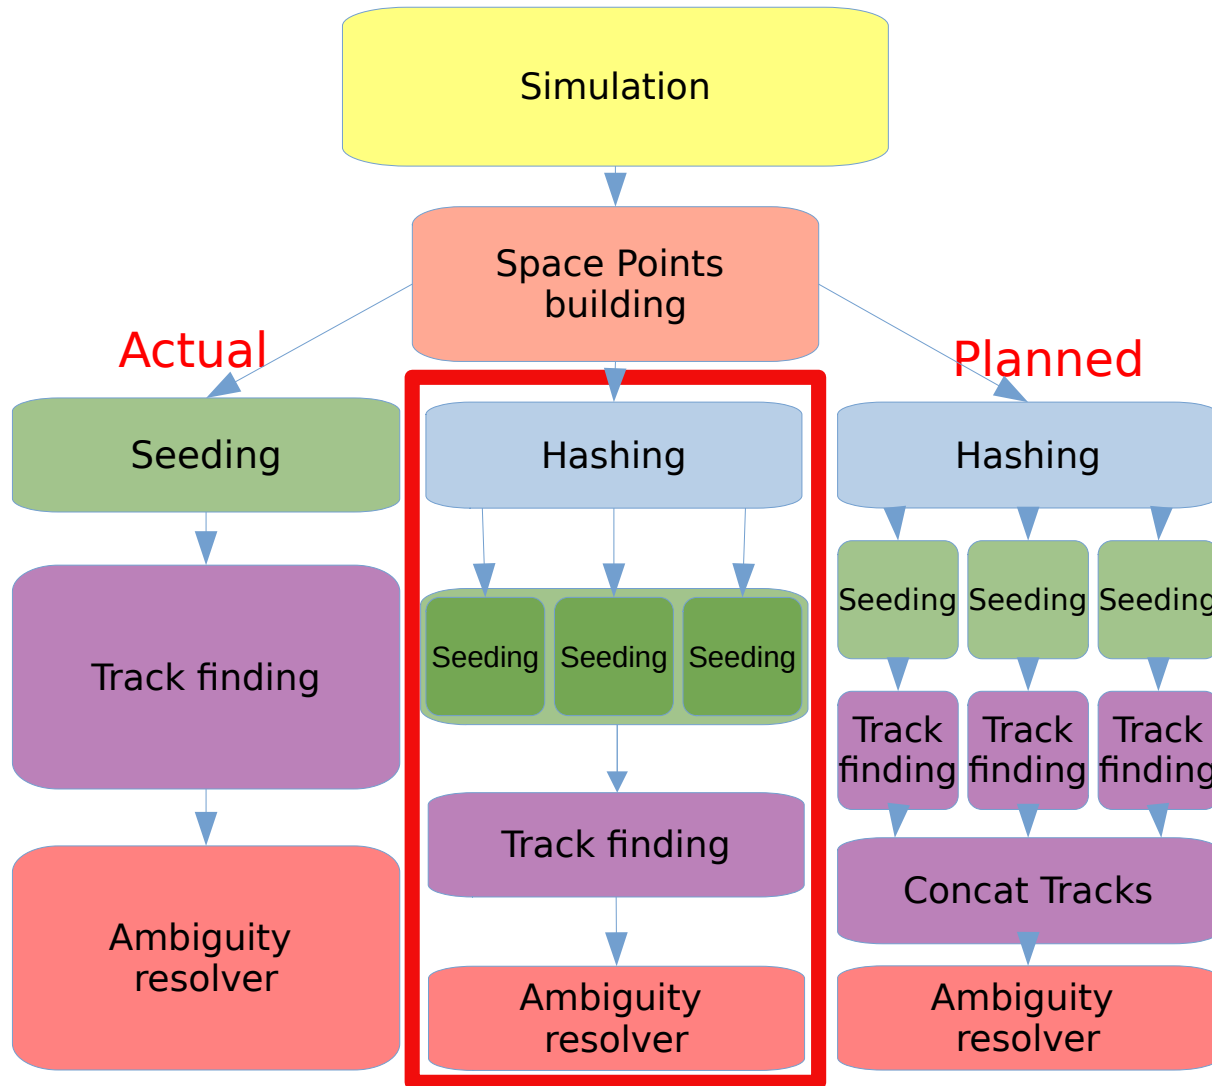 Simulation
Space Points
building
Actual
Planned
Seeding
Hashing
Hashing
Seeding Seeding Seeding
Seeding Seeding Seeding
Track finding
Track Track Track
finding finding finding
Track finding
Concat Tracks
Ambiguity
resolver
Ambiguity
resolver
Ambiguity
resolver